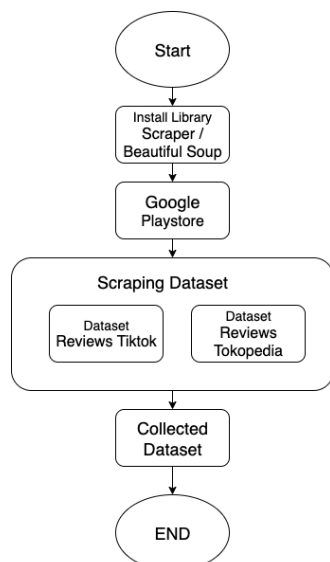 Start
Install Library
Scraper /
Beautiful Soup
Google
Playstore
Scraping Dataset
Dataset
Reviews Tiktok
Dataset
Reviews
Tokopedia
Collected
Dataset
END